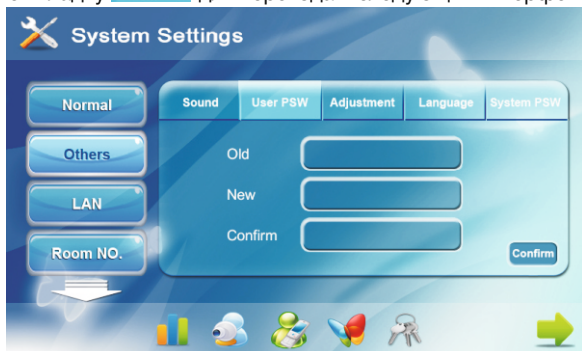 System Settings
Normal
Sound
User PSW
Adjustment
Language
System PSW
Others
Old
LAN
New
Confirm
Room NO.
Confirm